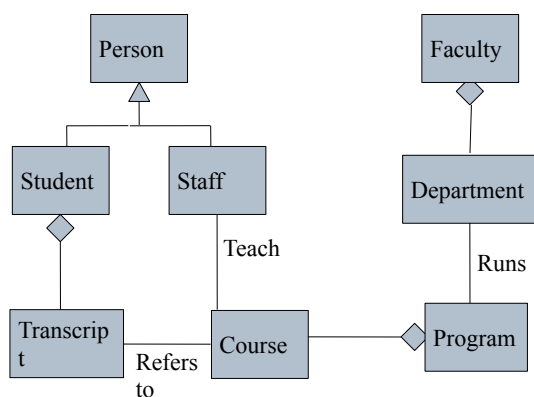 Person
Faculty
Student
Staff
Department
Teach
Runs
Transcrip
t
Course
Program
Refers
to